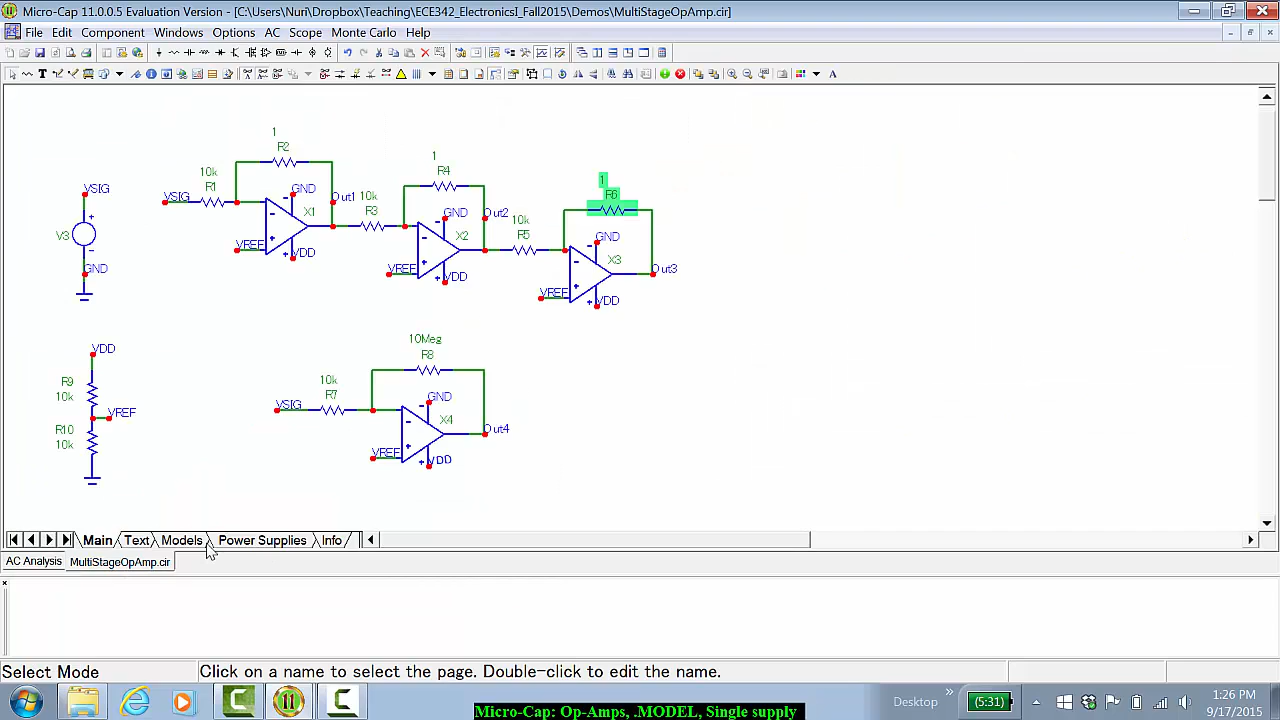 Micro-Cap 11.0.0.5 Evaluation Version - [C:\Users\Nuri\Dropbox\Teaching\ECE342_ElectronicsI_Fall2015\Demos\MultiStageOpAmp.cir]
File Edit Component Windows Options AC Scope Monte Carlo Help
1
R2
10k
R1
VSIG
GND
X1
VREF
VDD
Out1
1
R4
10k
R3
GND
X2
VREF
VDD
Out2
1
R6
10k
R5
GND
X3
VREF
VDD
Out3
VSIG
V3
GND
VDD
R9
10k
VREF
R10
10k
10Meg
R8
10k
R7
VSIG
GND
X4
VREF
VDD
Out4
Main Text Models Power Supplies Info
AC Analysis MultiStageOpAmp.cir
Select Mode Click on a name to select the page. Double-click to edit the name.
Desktop » (5:31) 1:26 PM
9/17/2015
Micro-Cap: Op-Amps, .MODEL, Single supply